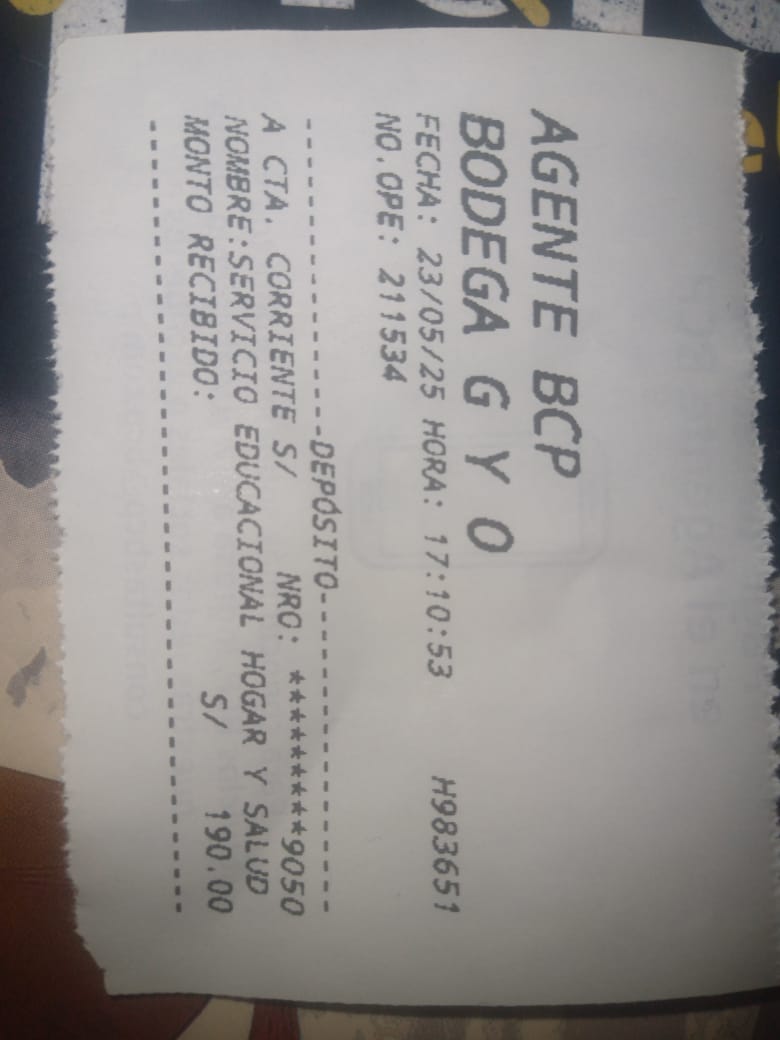 AGENTE BCP
BODEGA G Y O
FECHA: 23/05/25 HORA: 17:10:53 H983651
NO.OPE: 211534
--------------------DEPÓSITO--------------------
A CTA. CORRIENTE S/ NRO: *********9050
NOMBRE:SERVICIO EDUCACIONAL HOGAR Y SALUD
MONTO RECIBIDO: S/ 190.00
------------------------------------------------